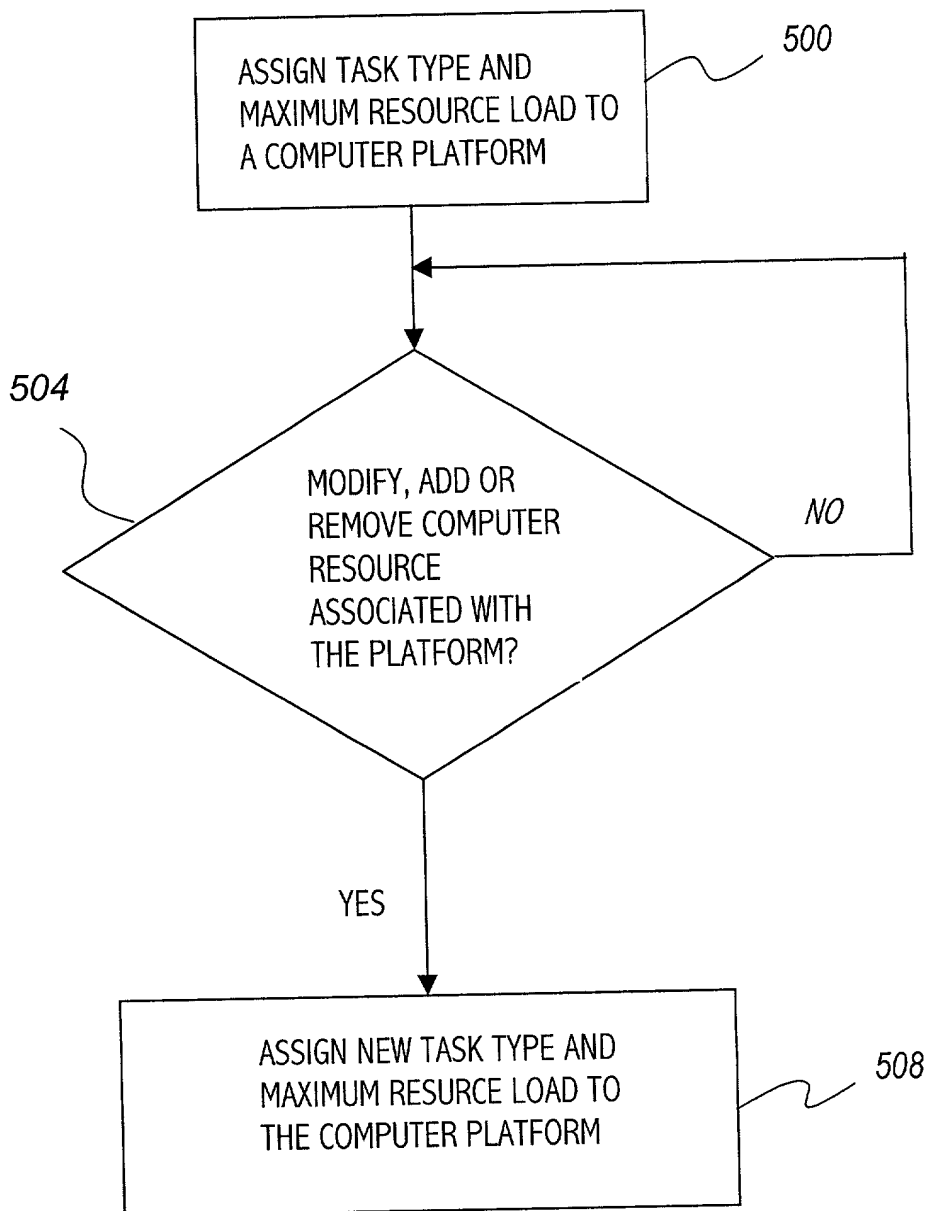 500
ASSIGN TASK TYPE AND
MAXIMUM RESOURCE LOAD TO
A COMPUTER PLATFORM
504
MODIFY, ADD OR
REMOVE COMPUTER
RESOURCE
ASSOCIATED WITH
THE PLATFORM?
NO
YES
ASSIGN NEW TASK TYPE AND
MAXIMUM RESURCE LOAD TO
THE COMPUTER PLATFORM
508